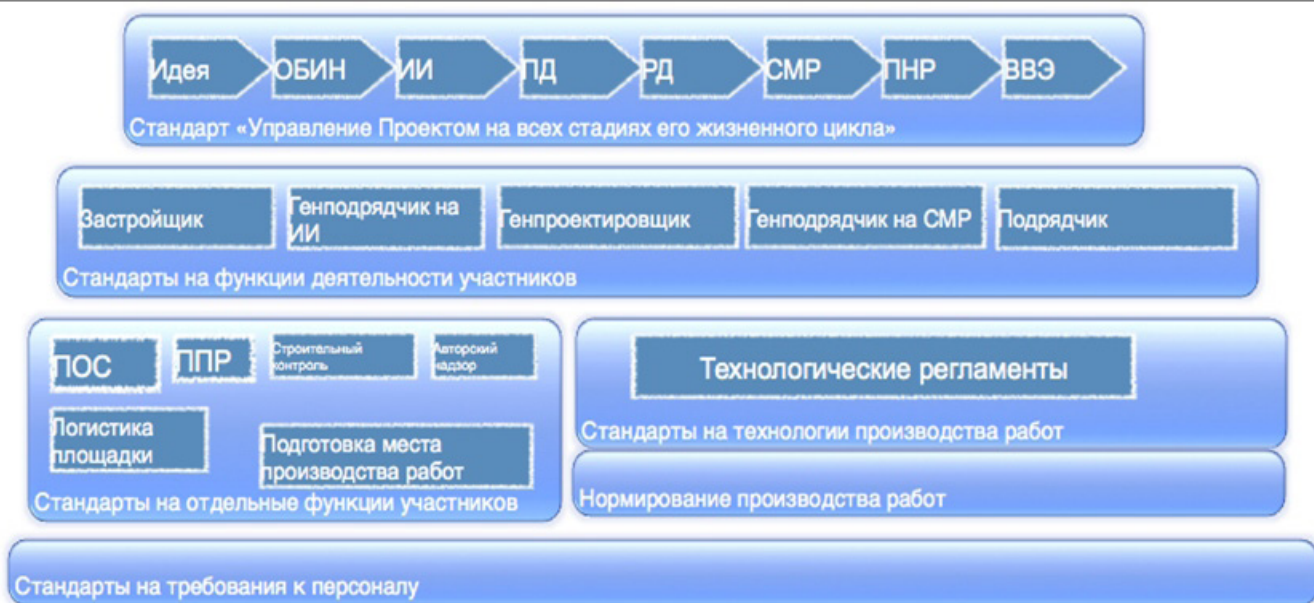 Идея ОБИН ИИ ПД РД СМР ПНР ВВЭ
Стандарт «Управление Проектом на всех стадиях его жизненного цикла»
Застройщик
Генподрядчик на
ИИ
Генпроектировщик
Генподрядчик на СМР
Подрядчик
Стандарты на функции деятельности участников
ПОС
ППР
Строительный
контроль
Авторский
надзор
Логистика
площадки
Подготовка места
производства работ
Стандарты на отдельные функции участников
Технологические регламенты
Стандарты на технологии производства работ
Нормирование производства работ
Стандарты на требования к персоналу